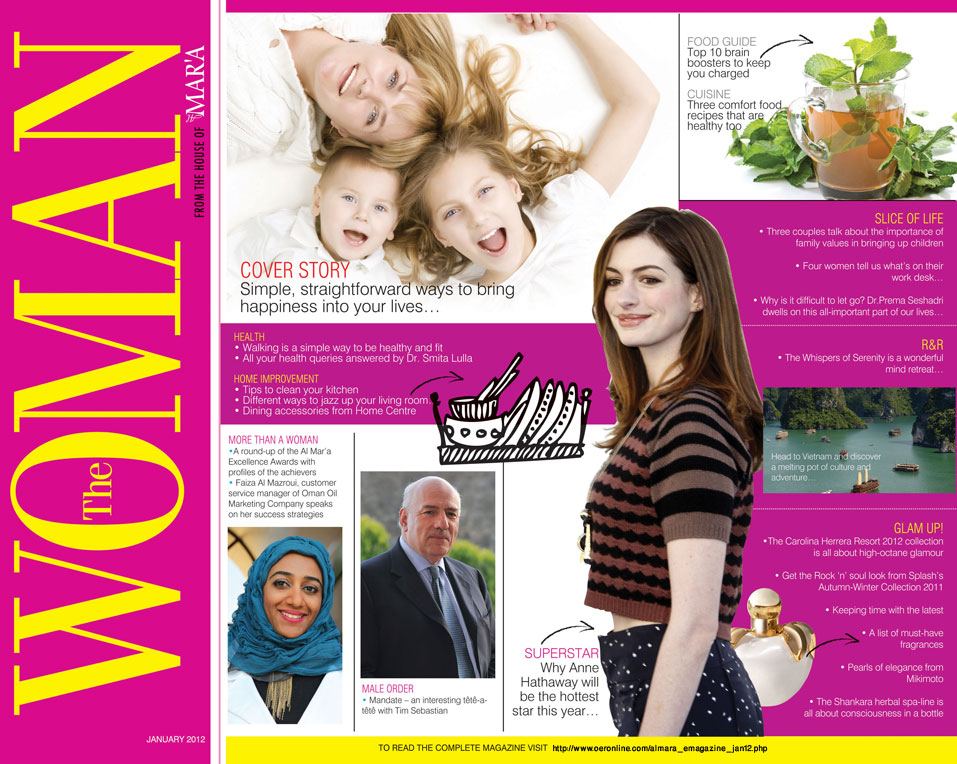 The
WOMAN
FROM THE HOUSE OF
MAR'A
JANUARY 2012
COVER STORY
Simple, straightforward ways to bring
happiness into your lives…
FOOD GUIDE
Top 10 brain
boosters to keep
you charged
CUISINE
Three comfort food
recipes that are
healthy too
HEALTH
• Walking is a simple way to be healthy and fit
• All your health queries answered by Dr. Smita Lulla
HOME IMPROVEMENT
• Tips to clean your kitchen
• Different ways to jazz up your living room
• Dining accessories from Home Centre
MORE THAN A WOMAN
•A round-up of the Al Mar'a
Excellence Awards with
profiles of the achievers
• Faiza Al Mazroui, customer
service manager of Oman Oil
Marketing Company speaks
on her success strategies
MALE ORDER
• Mandate – an interesting têtê-a-
têtê with Tim Sebastian
SUPERSTAR
Why Anne
Hathaway will
be the hottest
star this year…
SLICE OF LIFE
• Three couples talk about the importance of
family values in bringing up children
• Four women tell us what's on their
work desk…
• Why is it difficult to let go? Dr.Prema Seshadri
dwells on this all-important part of our lives…
R&R
• The Whispers of Serenity is a wonderful
mind retreat…
Head to Vietnam and discover
a melting pot of culture and
adventure…
GLAM UP!
•The Carolina Herrera Resort 2012 collection
is all about high-octane glamour
• Get the Rock 'n' soul look from Splash's
Autumn-Winter Collection 2011
• Keeping time with the latest
• A list of must-have
fragrances
• Pearls of elegance from
Mikimoto
• The Shankara herbal spa-line is
all about consciousness in a bottle
TO READ THE COMPLETE MAGAZINE VISIT http://www.oeronline.com/almara_emagazine_jan12.php